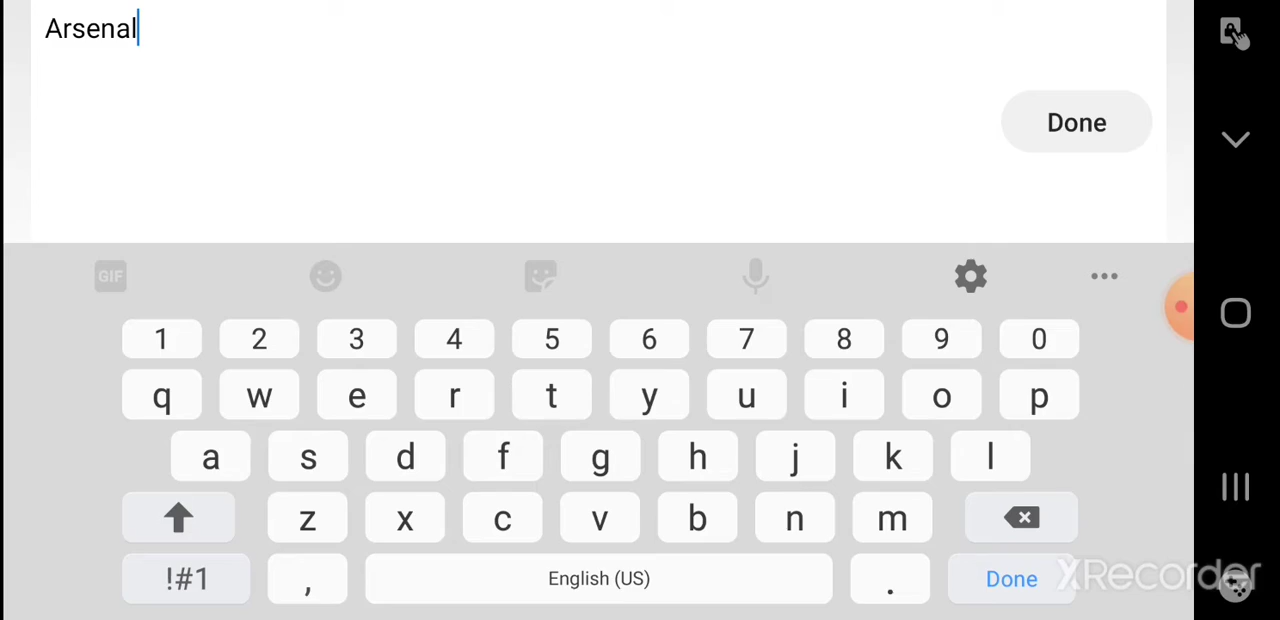 Arsenal
Done
GIF
1 2 3 4 5 6 7 8 9 0
q w e r t y u i o p
a s d f g h j k l
z x c v b n m
!#1 , English (US) . Done
XRecorder